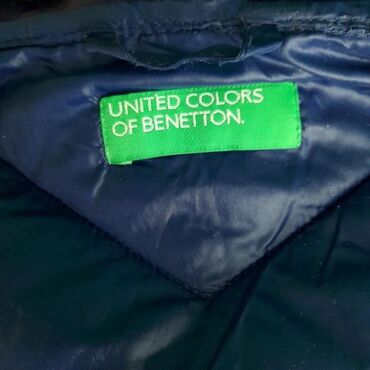 UNITED COLORS
OF BENETTON.